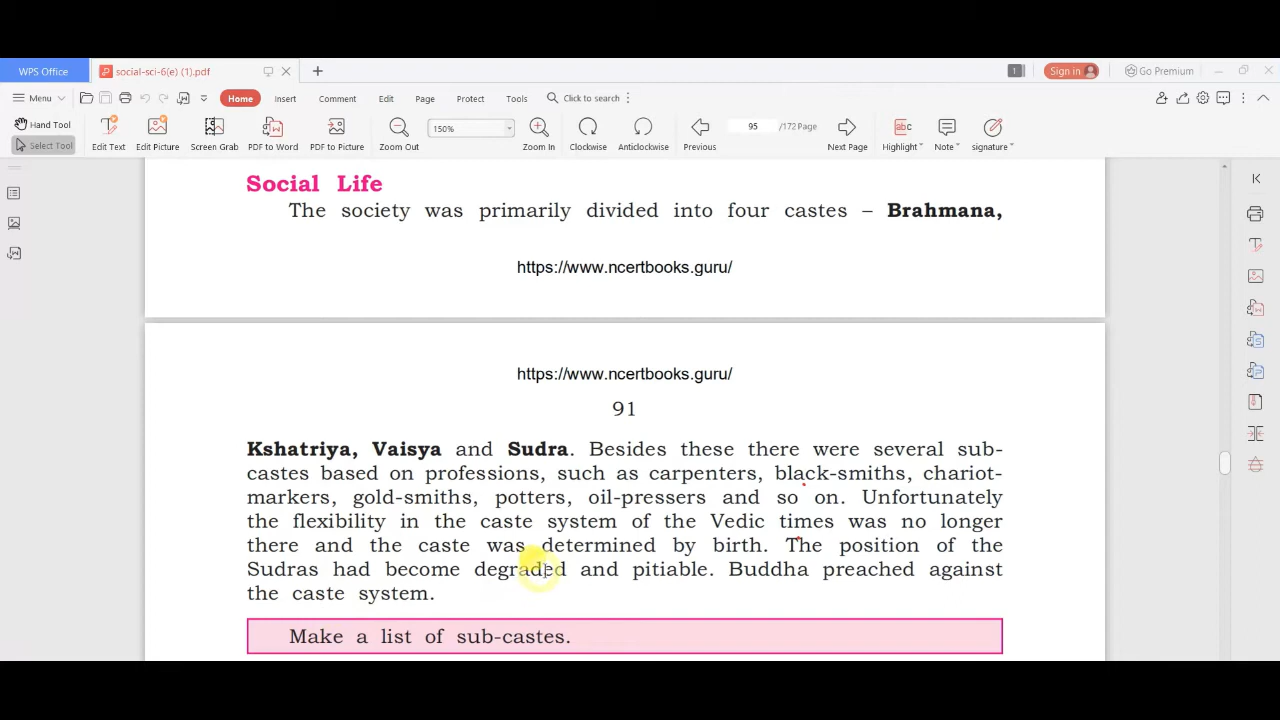 WPS Office
social-sci-6(e) (1).pdf
1
Sign in
Go Premium
Menu
Home
Insert
Comment
Edit
Page
Protect
Tools
Click to search
Hand Tool
Select Tool
Edit Text
Edit Picture
Screen Grab
PDF to Word
PDF to Picture
Zoom Out
150%
Zoom In
Clockwise
Anticlockwise
Previous
95
/172 Page
Next Page
abc
Highlight
Note
signature
Social Life
The society was primarily divided into four castes – Brahmana,
https://www.ncertbooks.guru/
https://www.ncertbooks.guru/
91
Kshatriya, Vaisya and Sudra. Besides these there were several sub-
castes based on professions, such as carpenters, black-smiths, chariot-
markers, gold-smiths, potters, oil-pressers and so on. Unfortunately
the flexibility in the caste system of the Vedic times was no longer
there and the caste was determined by birth. The position of the
Sudras had become degraded and pitiable. Buddha preached against
the caste system.
Make a list of sub-castes.